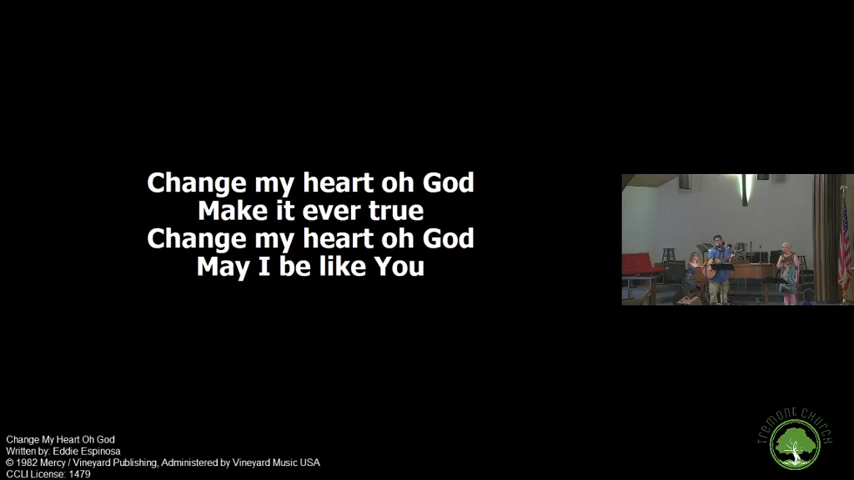 Change my heart oh God
Make it ever true
Change my heart oh God
May I be like You
Change My Heart Oh God
Written by: Eddie Espinosa
© 1982 Mercy / Vineyard Publishing, Administered by Vineyard Music USA
CCLI License: 1479
TREMONT CHURCH